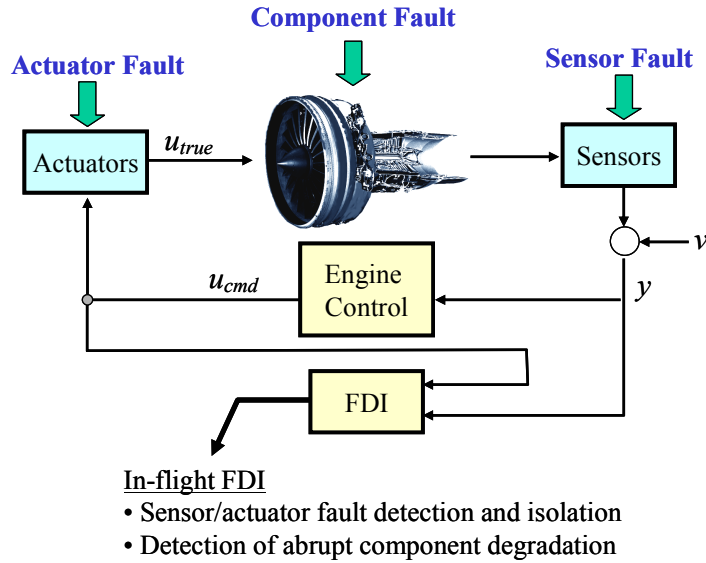 Component Fault
Actuator Fault
Sensor Fault
Actuators
u_true
Sensors
v
u_cmd
Engine
Control
y
FDI
In-flight FDI
• Sensor/actuator fault detection and isolation
• Detection of abrupt component degradation